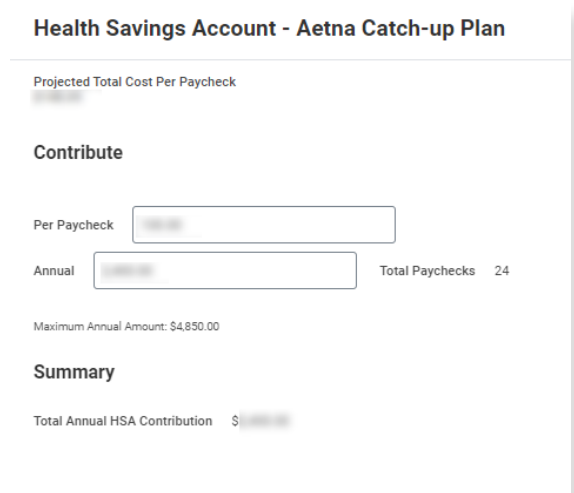 Health Savings Account - Aetna Catch-up Plan
Projected Total Cost Per Paycheck
Contribute
Per Paycheck
Annual Total Paychecks 24
Maximum Annual Amount: $4,850.00
Summary
Total Annual HSA Contribution $